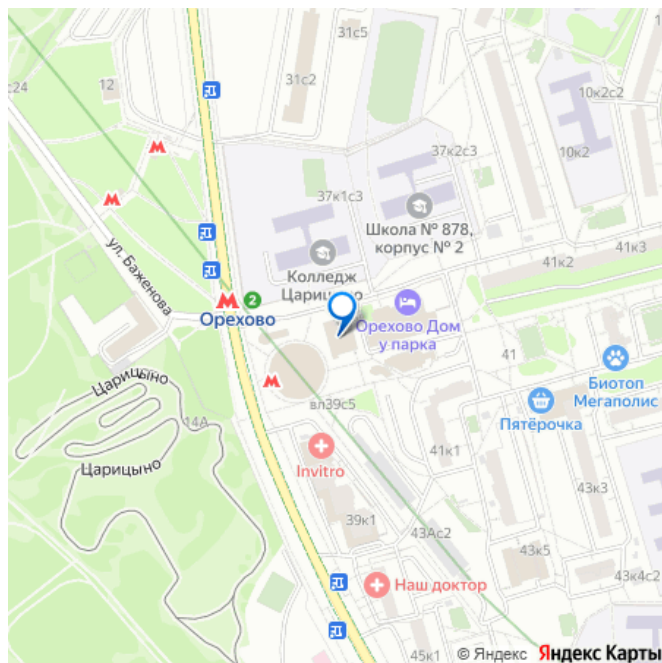 31с5
31с2
12
с24
10к2с2
10к2
37к2с3
37к1с3
Школа № 878,
корпус № 2
Колледж
Царицыно
41к3
41к2
ул. Баженова
2
Орехово
Орехово Дом
у парка
41
Биотоп
Мегаполис
Пятёрочка
Царицыно
14А
вл39с5
Царицыно
Invitro
41к1
43к3
39к1
43Ас2
43к5
43к4с2
Наш доктор
45к1
© Яндекс Яндекс Карты